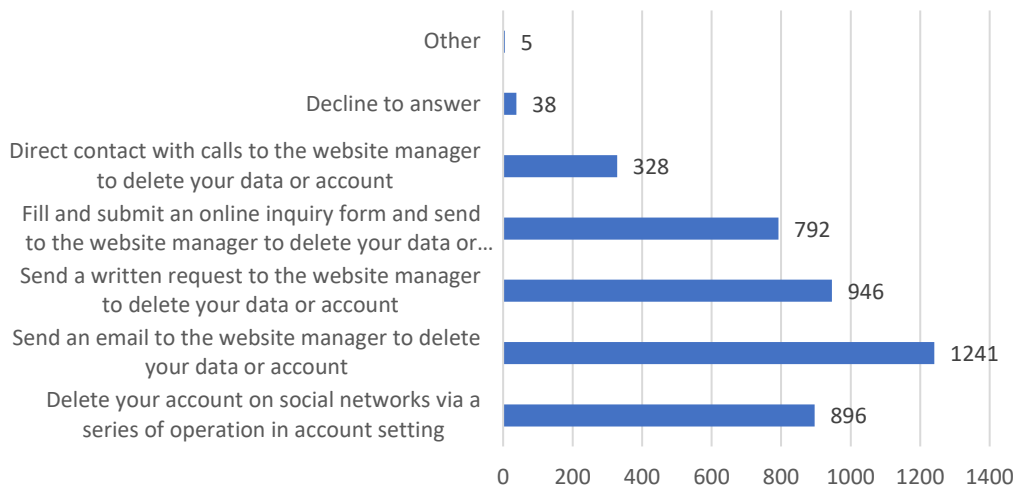 Other
5
Decline to answer
38
Direct contact with calls to the website manager
to delete your data or account
328
Fill and submit an online inquiry form and send
to the website manager to delete your data or…
792
Send a written request to the website manager
to delete your data or account
946
Send an email to the website manager to delete
your data or account
1241
Delete your account on social networks via a
series of operation in account setting
896
0 200 400 600 800 1000 1200 1400